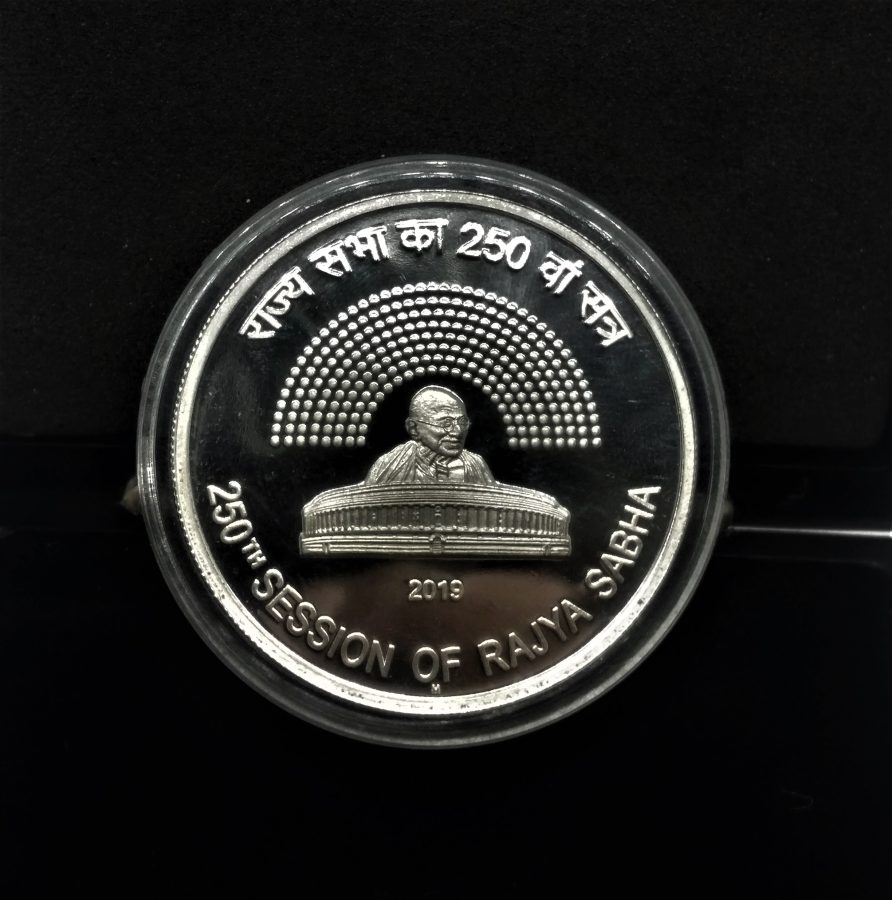 राज्य सभा का 250 वां सत्र
2019
250TH SESSION OF RAJYA SABHA
M